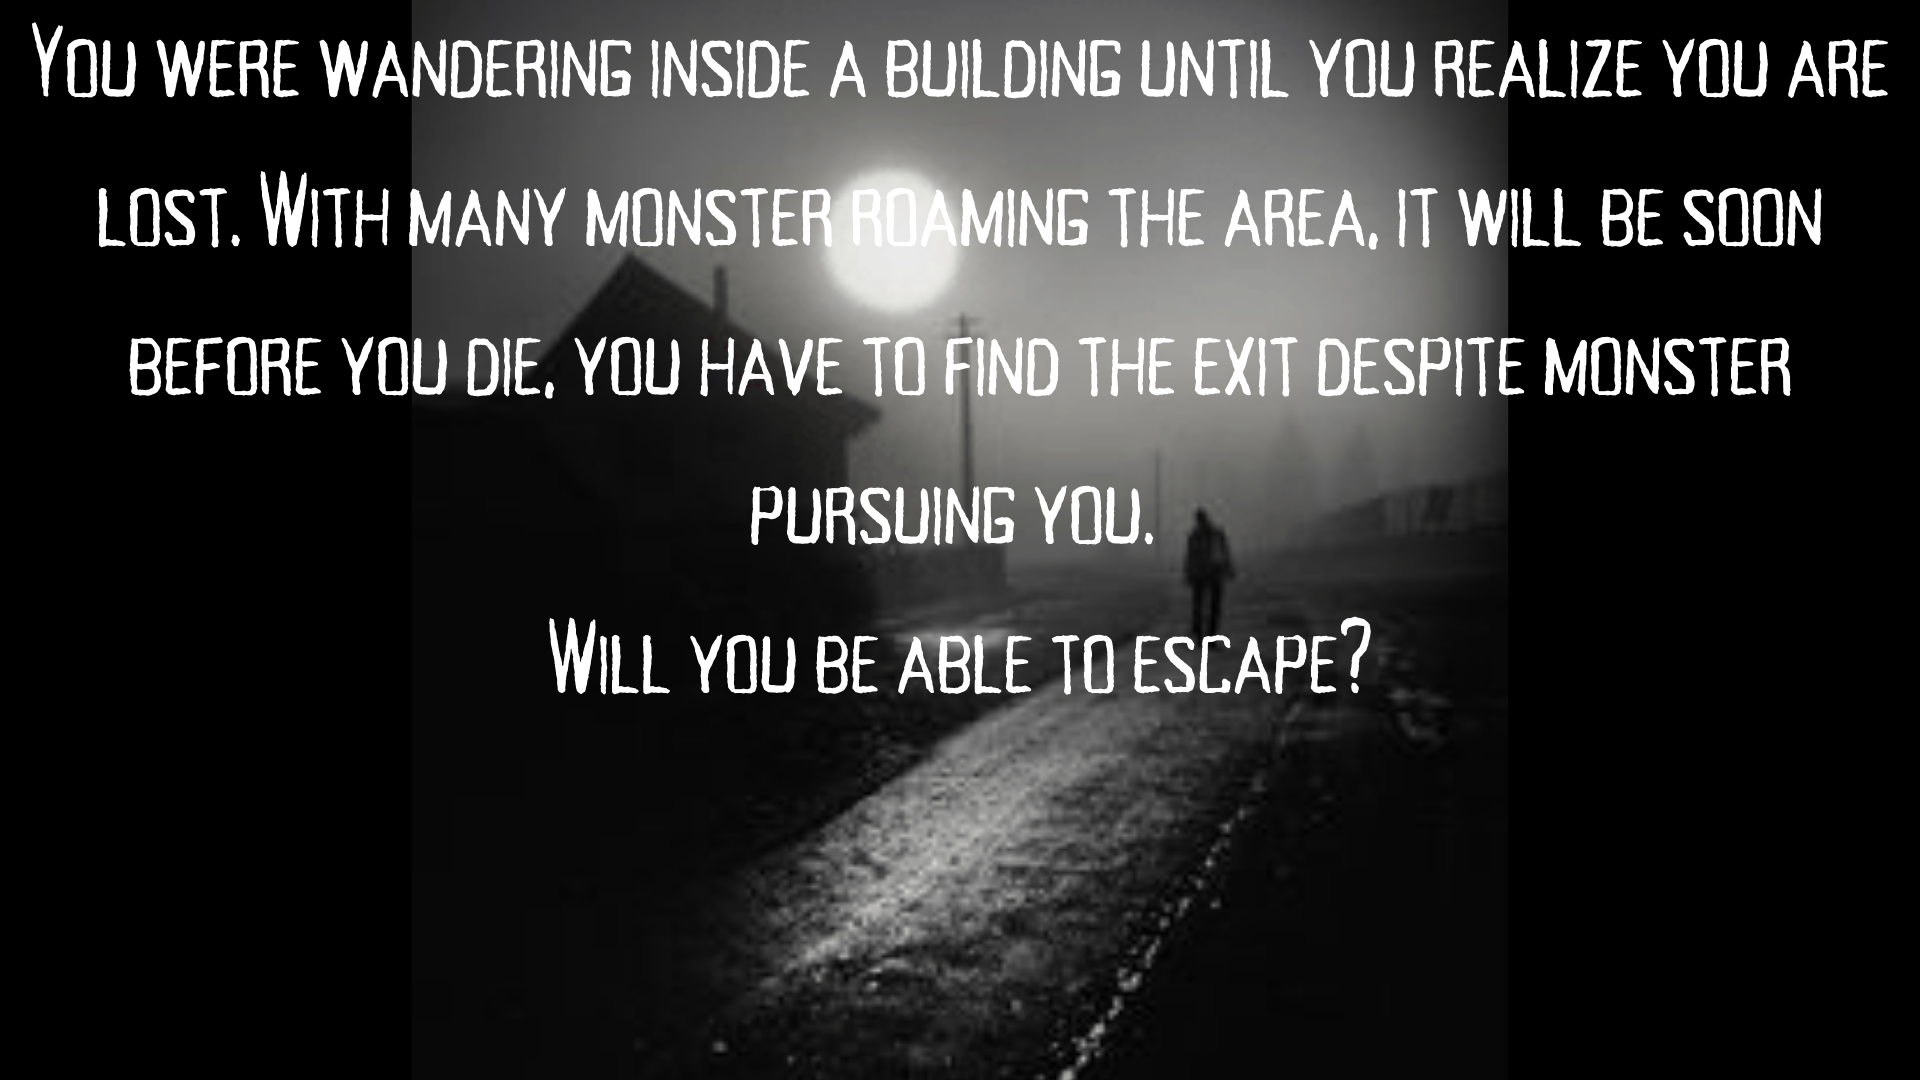 You were wandering inside a building until you realize you are
lost. With many monster roaming the area, it will be soon
before you die, you have to find the exit despite monster
pursuing you.
Will you be able to escape?